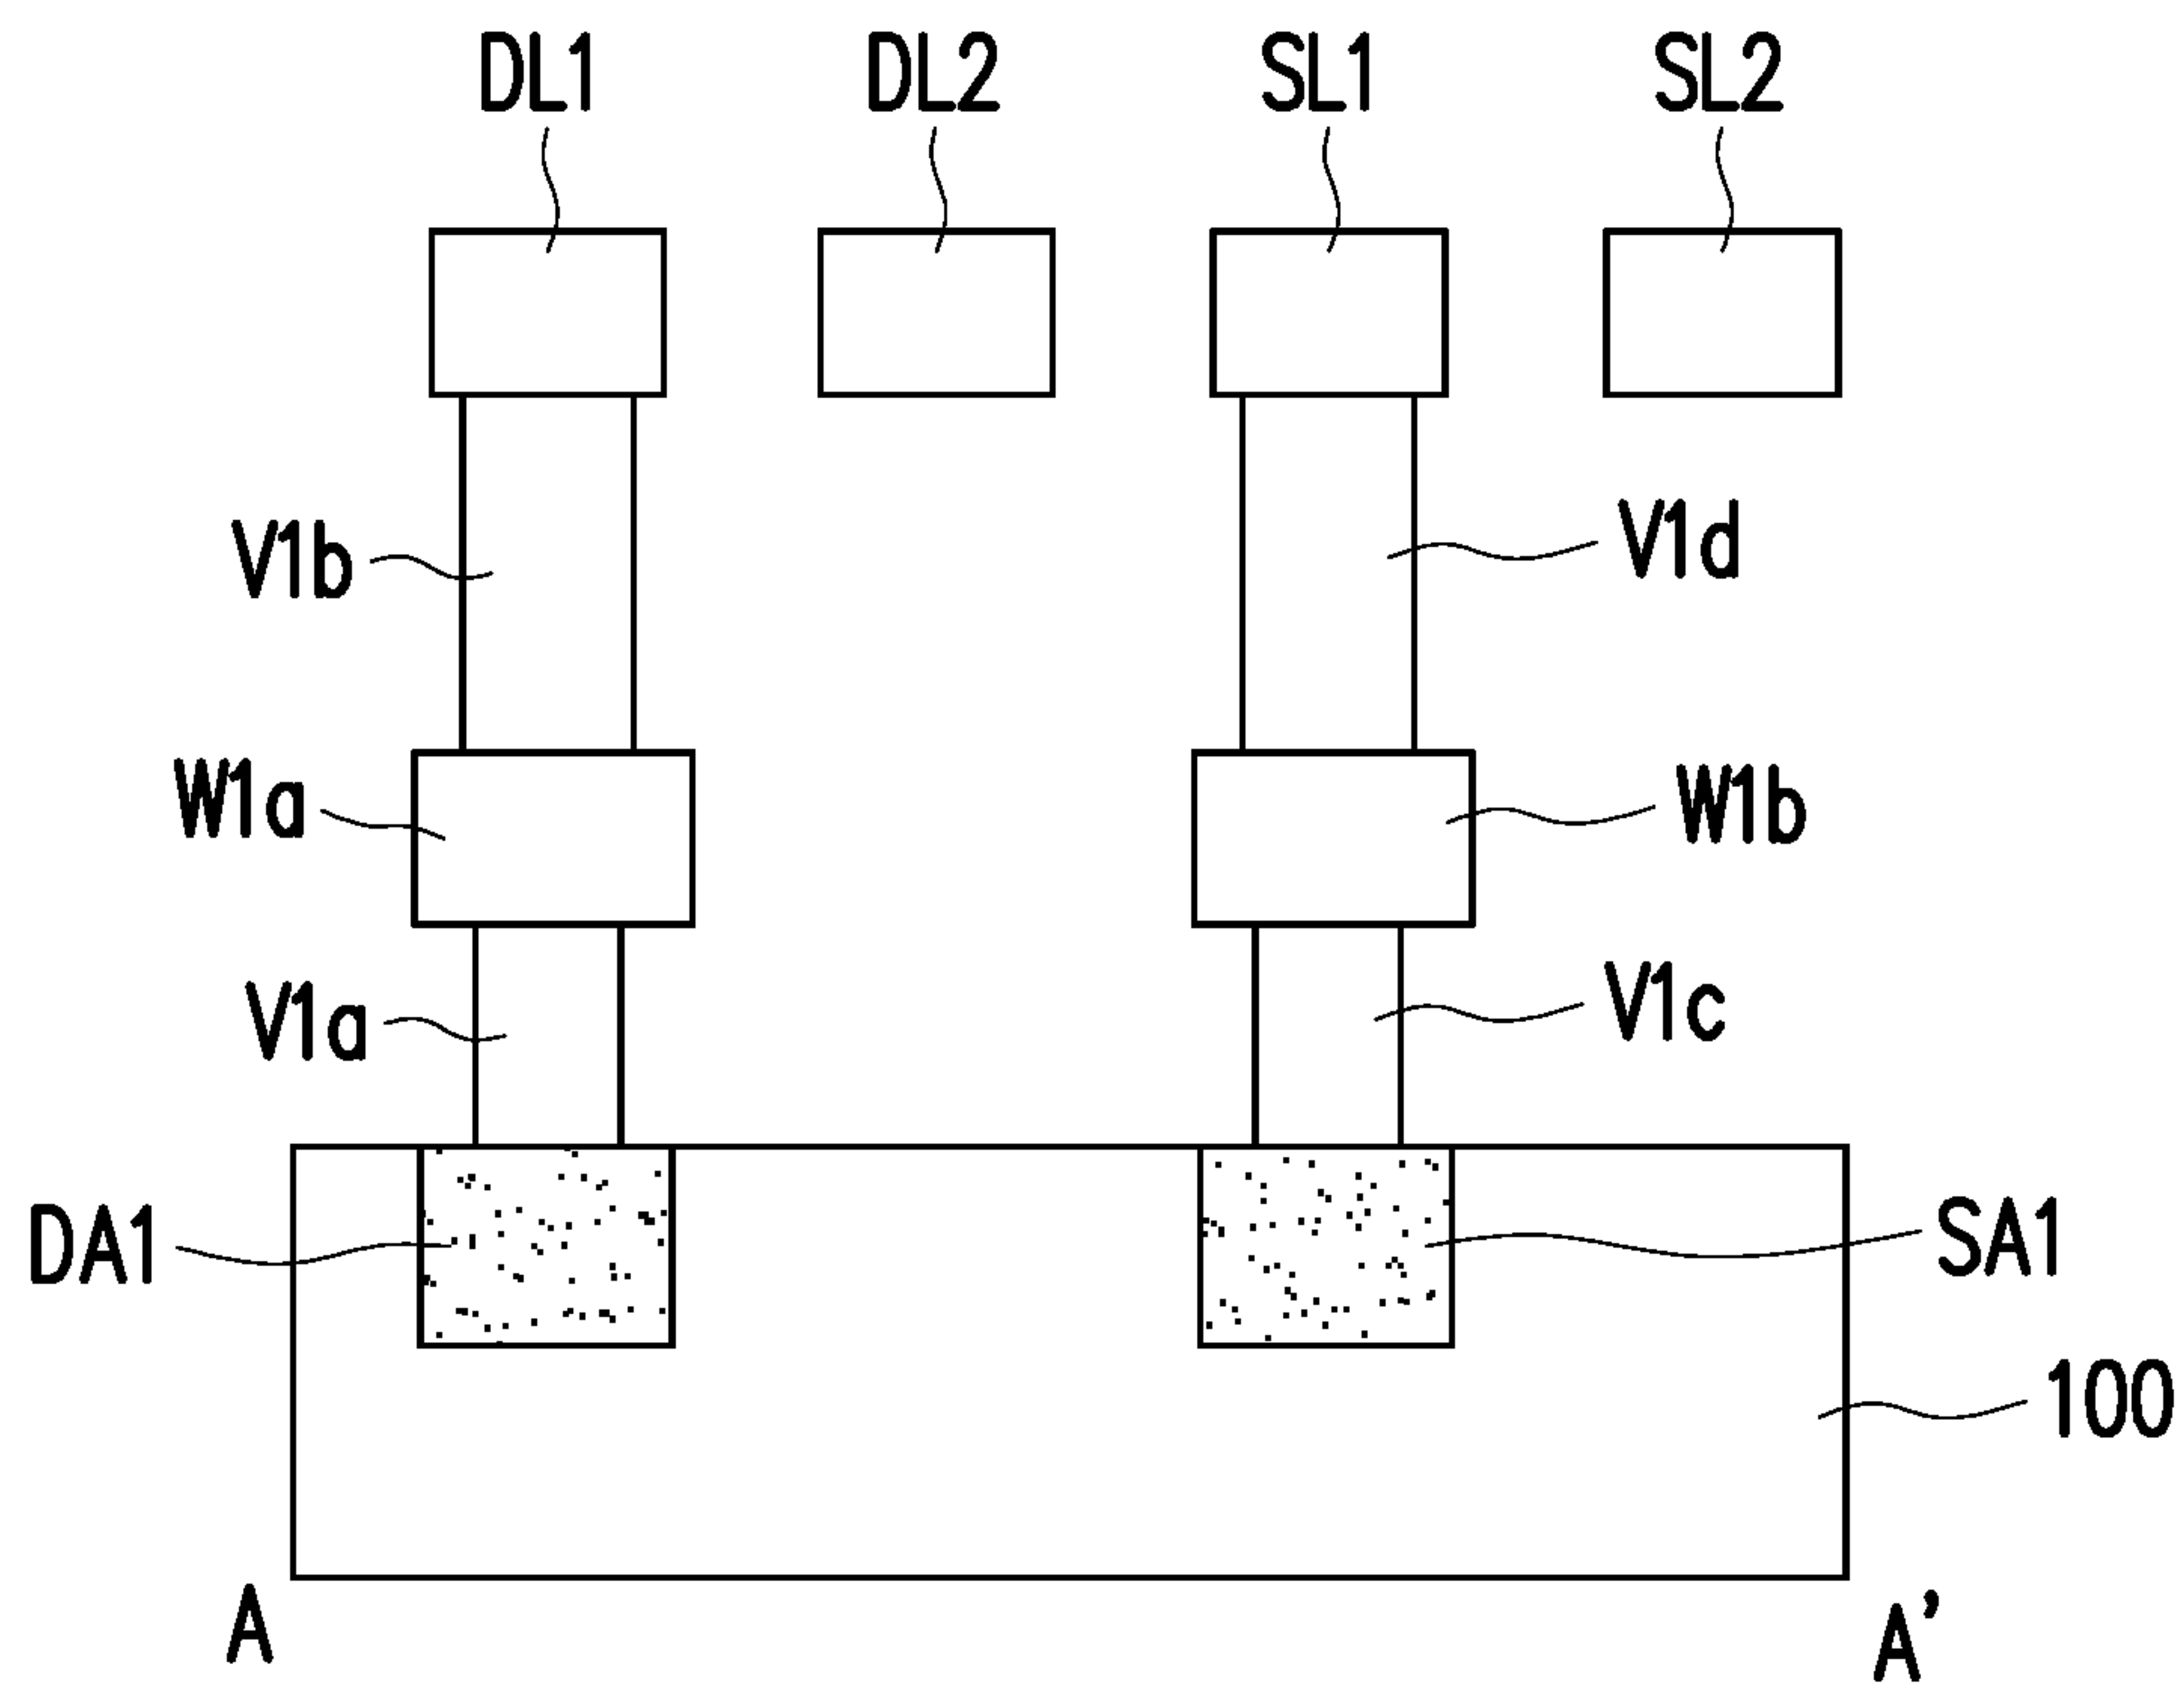 DL1 DL2 SL1 SL2
V1b V1d
W1a W1b
V1a V1c
DA1 SA1
100
A A'